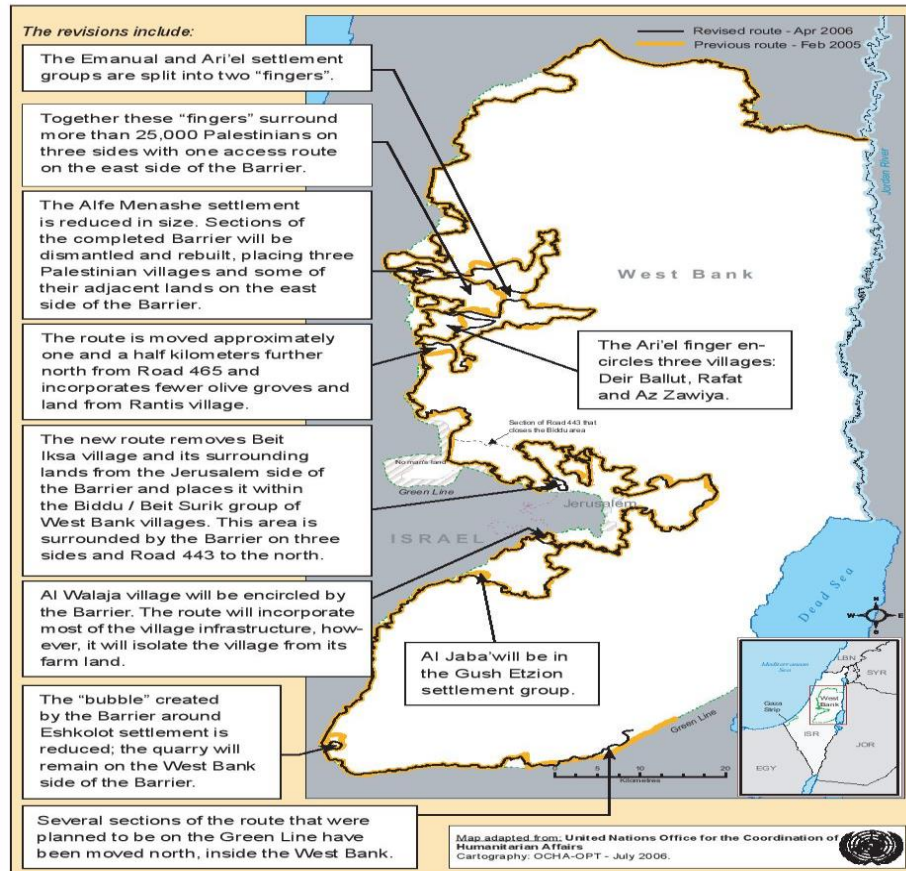 The revisions include:
The Emanual and Ari'el settlement
groups are split into two “fingers”.
Together these “fingers” surround
more than 25,000 Palestinians on
three sides with one access route
on the east side of the Barrier.
The Alfe Menashe settlement
is reduced in size. Sections of
the completed Barrier will be
dismantled and rebuilt, placing three
Palestinian villages and some of
their adjacent lands on the east
side of the Barrier.
The route is moved approximately
one and a half kilometers further
north from Road 465 and
incorporates fewer olive groves and
land from Rantis village.
The new route removes Beit
Iksa village and its surrounding
lands from the Jerusalem side of
the Barrier and places it within
the Biddu / Beit Surik group of
West Bank villages. This area is
surrounded by the Barrier on three
sides and Road 443 to the north.
Al Walaja village will be encircled by
the Barrier. The route will incorporate
most of the village infrastructure, how-
ever, it will isolate the village from its
farm land.
The “bubble” created
by the Barrier around
Eshkolot settlement is
reduced; the quarry will
remain on the West Bank
side of the Barrier.
Several sections of the route that were
planned to be on the Green Line have
been moved north, inside the West Bank.
Revised route - Apr 2006
Previous route - Feb 2005
Jordan River
West Bank
The Ari'el finger en-
circles three villages:
Deir Ballut, Rafat
and Az Zawiya.
Section of Road 443 that
closes the Biddu area
No man's land
Green Line
Jerusalem
ISRAEL
Dead Sea
Al Jaba'will be in
the Gush Etzion
settlement group.
Green Line
0 5 10 20
Kilometres
N
W E
S
Mediterranean
Sea
LBN
SYR
West
Bank
Gaza
Strip
ISR
JOR
EGY
Map adapted from: United Nations Office for the Coordination of
Humanitarian Affairs
Cartography: OCHA-OPT - July 2006.